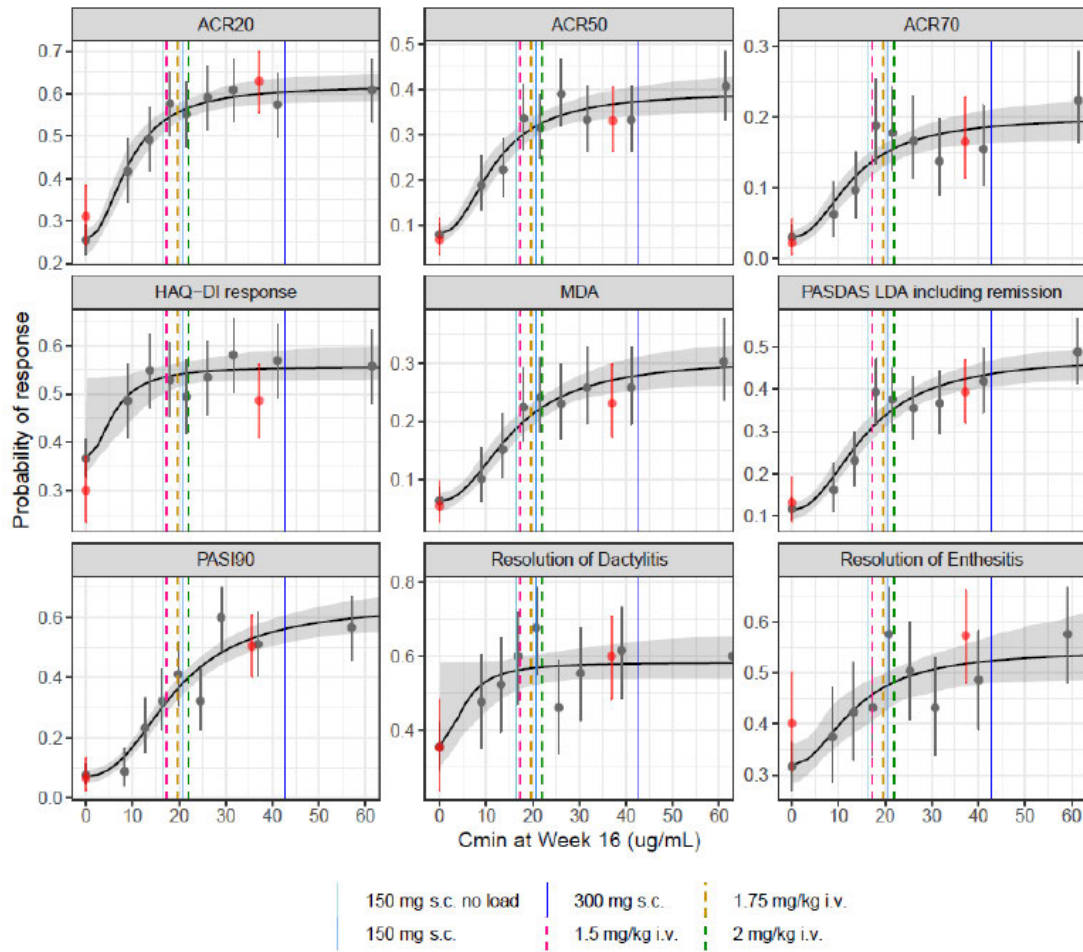 ACR20 ACR50 ACR70
0.7 0.5 0.3
0.6 0.4
0.5 0.3 0.2
0.4 0.2 0.1
0.3 0.1
0.2 0.0
HAQ-DI response MDA PASDAS LDA including remission
0.6 0.3 0.5
0.5 0.4
0.4 0.2 0.3
0.3 0.1 0.2
0.1
PASI90 Resolution of Dactylitis Resolution of Enthesitis
0.6 0.8 0.6
0.4 0.6 0.5
0.2 0.4 0.4
0.0 0.3
0 10 20 30 40 50 60 0 10 20 30 40 50 60 0 10 20 30 40 50 60
Probability of response
Cmin at Week 16 (ug/mL)
150 mg s.c. no load 300 mg s.c. 1.75 mg/kg i.v.
150 mg s.c. 1.5 mg/kg i.v. 2 mg/kg i.v.